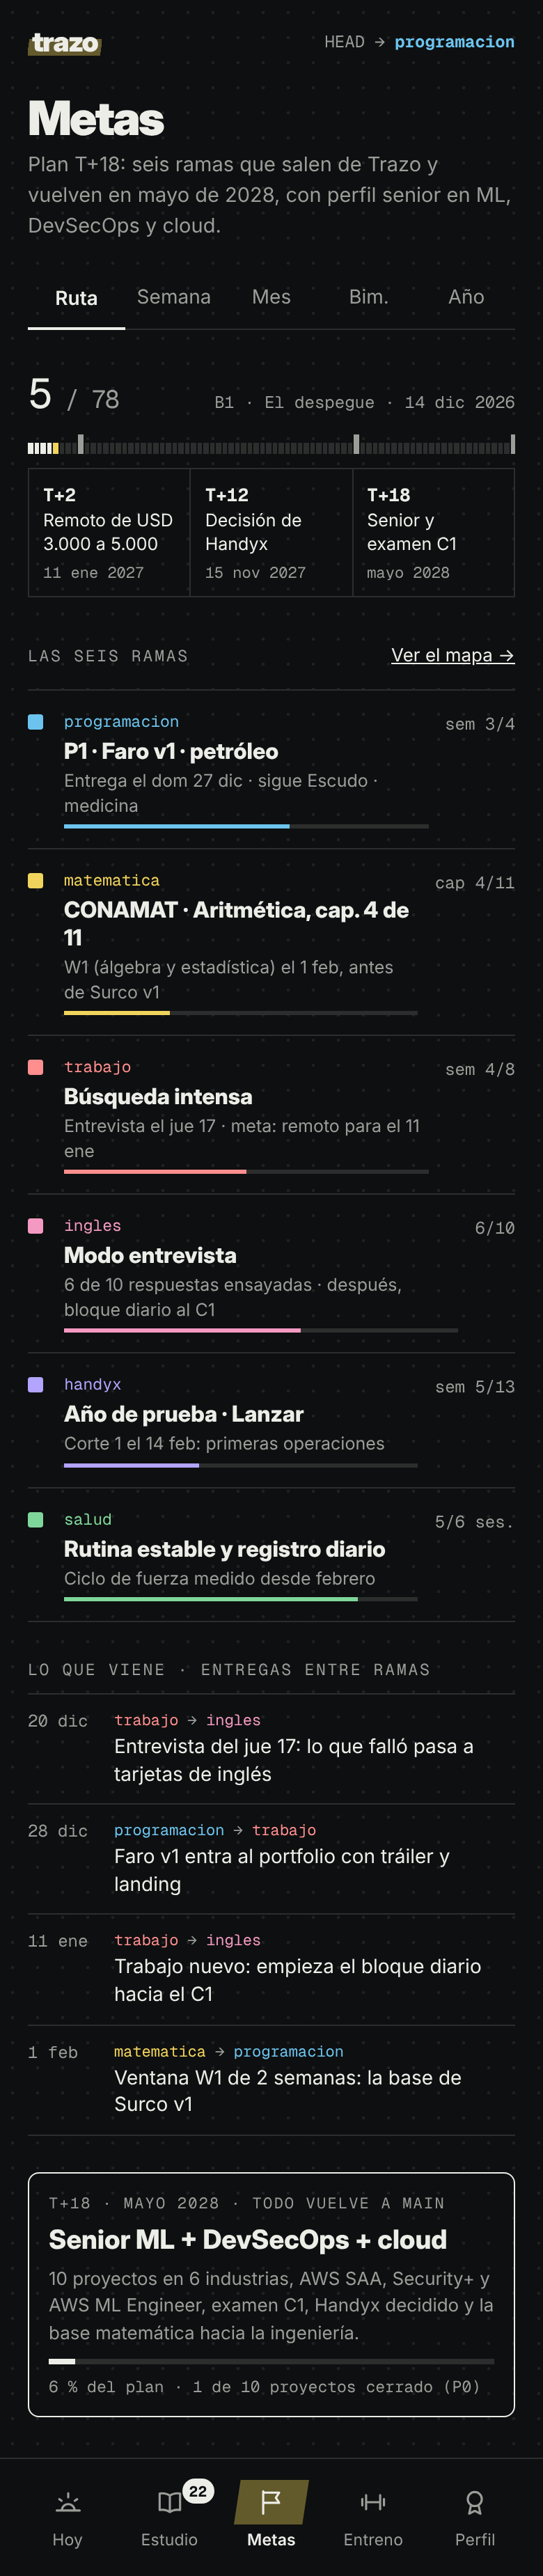 trazo
HEAD → programacion
Metas
Plan T+18: seis ramas que salen de Trazo y
vuelven en mayo de 2028, con perfil senior en ML,
DevSecOps y cloud.
Ruta Semana Mes Bim. Año
5 / 78
B1 · El despegue · 14 dic 2026
T+2
Remoto de USD
3.000 a 5.000
11 ene 2027
T+12
Decisión de
Handyx
15 nov 2027
T+18
Senior y
examen C1
mayo 2028
LAS SEIS RAMAS
Ver el mapa →
programacion
sem 3/4
P1 · Faro v1 · petróleo
Entrega el dom 27 dic · sigue Escudo ·
medicina
matematica
cap 4/11
CONAMAT · Aritmética, cap. 4 de
11
W1 (álgebra y estadística) el 1 feb, antes
de Surco v1
trabajo
sem 4/8
Búsqueda intensa
Entrevista el jue 17 · meta: remoto para el 11
ene
ingles
6/10
Modo entrevista
6 de 10 respuestas ensayadas · después,
bloque diario al C1
handyx
sem 5/13
Año de prueba · Lanzar
Corte 1 el 14 feb: primeras operaciones
salud
5/6 ses.
Rutina estable y registro diario
Ciclo de fuerza medido desde febrero
LO QUE VIENE · ENTREGAS ENTRE RAMAS
20 dic
trabajo → ingles
Entrevista del jue 17: lo que falló pasa a
tarjetas de inglés
28 dic
programacion → trabajo
Faro v1 entra al portfolio con tráiler y
landing
11 ene
trabajo → ingles
Trabajo nuevo: empieza el bloque diario
hacia el C1
1 feb
matematica → programacion
Ventana W1 de 2 semanas: la base de
Surco v1
T+18 · MAYO 2028 · TODO VUELVE A MAIN
Senior ML + DevSecOps + cloud
10 proyectos en 6 industrias, AWS SAA, Security+ y
AWS ML Engineer, examen C1, Handyx decidido y la
base matemática hacia la ingeniería.
6 % del plan · 1 de 10 proyectos cerrado (P0)
22
Hoy Estudio Metas Entreno Perfil